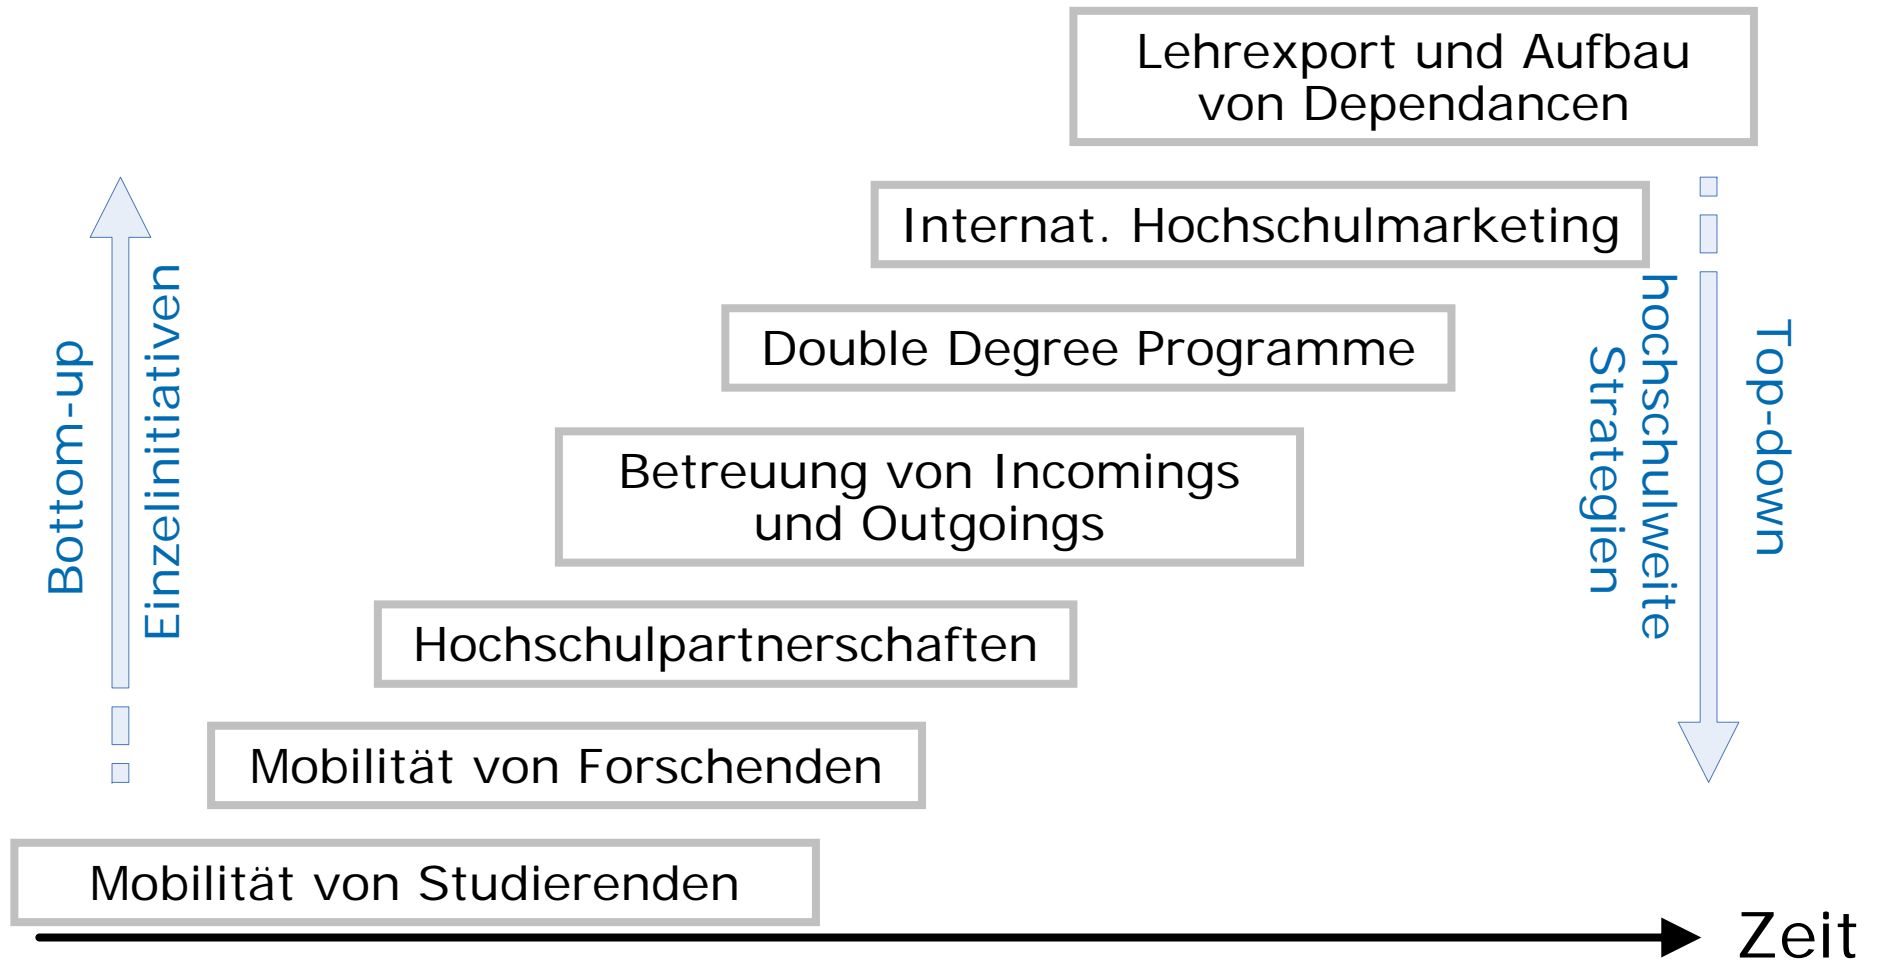 Lehrexport und Aufbau
von Dependancen
Internat. Hochschulmarketing
Double Degree Programme
Betreuung von Incomings
und Outgoings
Hochschulpartnerschaften
Mobilität von Forschenden
Mobilität von Studierenden
Bottom-up
Einzelinitiativen
Top-down
hochschulweite
Strategien
Zeit